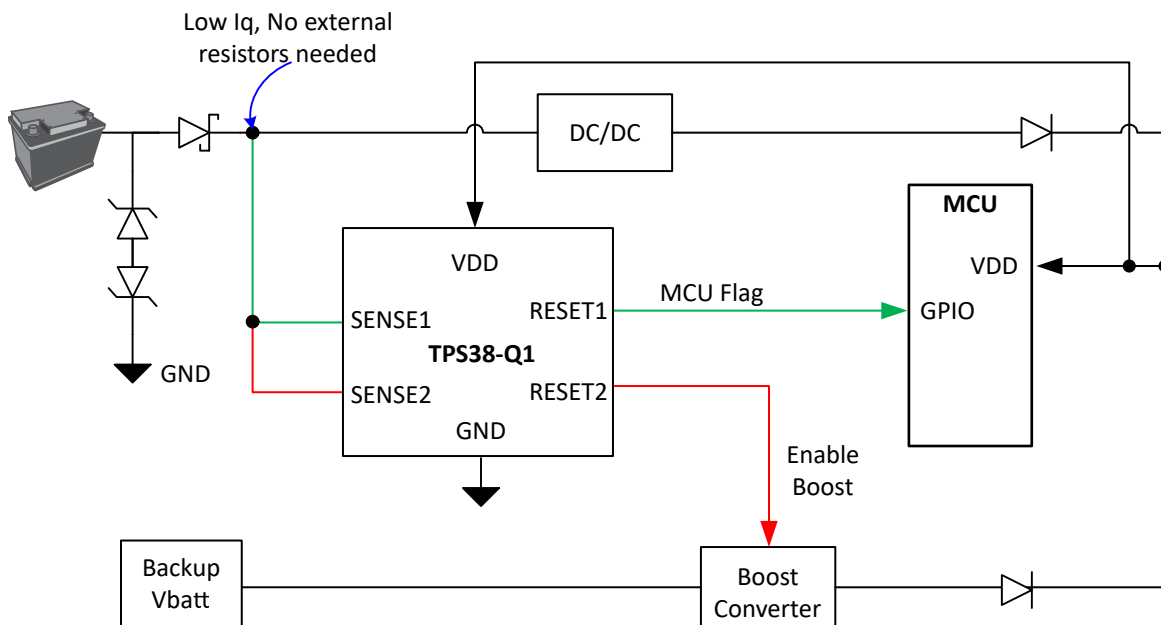 Low Iq, No external
resistors needed
DC/DC
MCU
VDD
VDD
MCU Flag
RESET1
GPIO
SENSE1
TPS38-Q1
GND
SENSE2
RESET2
GND
Enable
Boost
Backup
Vbatt
Boost
Converter